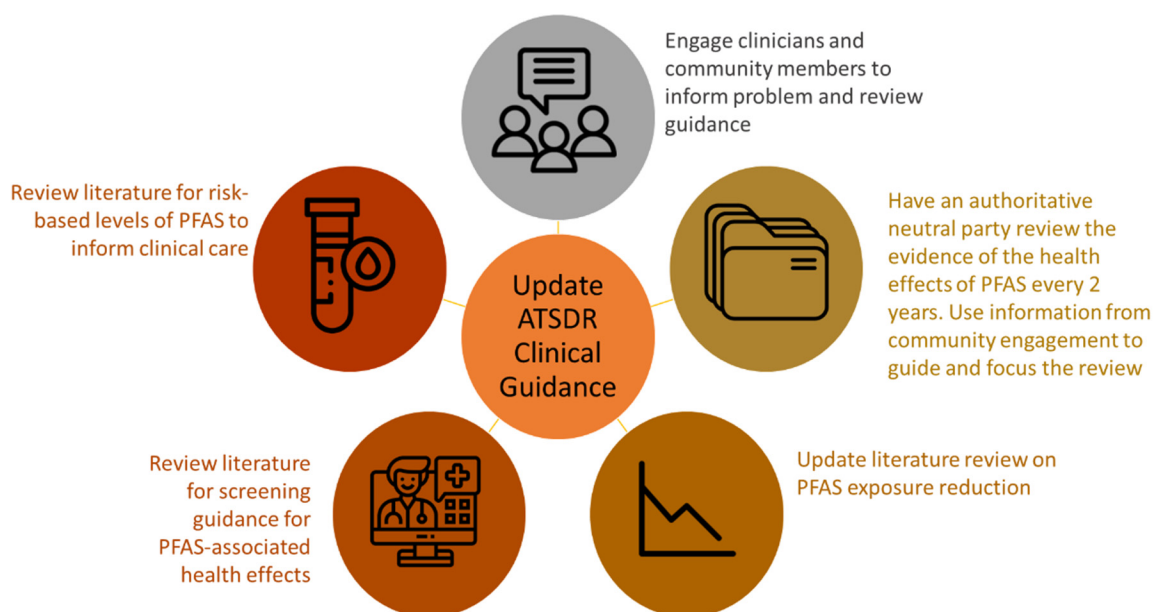 Engage clinicians and
community members to
inform problem and review
guidance
Review literature for risk-
based levels of PFAS to
inform clinical care
Have an authoritative
neutral party review the
evidence of the health
effects of PFAS every 2
years. Use information from
community engagement to
guide and focus the review
Update
ATSDR
Clinical
Guidance
Review literature
for screening
guidance for
PFAS-associated
health effects
Update literature review on
PFAS exposure reduction